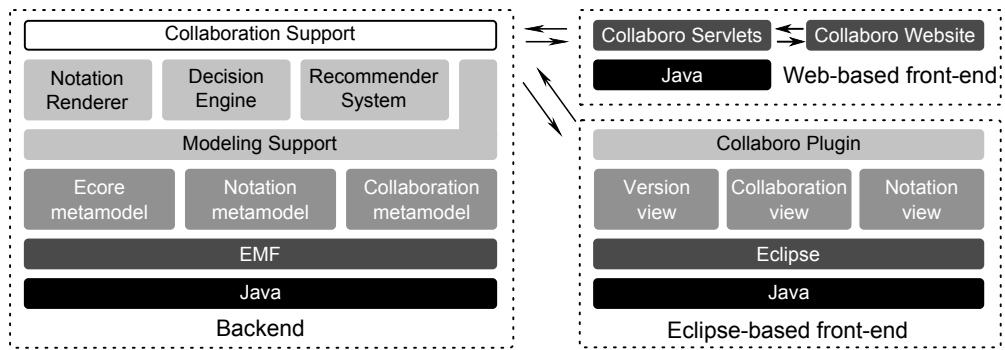 Collaboration Support
Notation
Renderer
Decision
Engine
Recommender
System
Modeling Support
Ecore
metamodel
Notation
metamodel
Collaboration
metamodel
EMF
Java
Backend
Collaboro Servlets
Collaboro Website
Java
Web-based front-end
Collaboro Plugin
Version
view
Collaboration
view
Notation
view
Eclipse
Java
Eclipse-based front-end